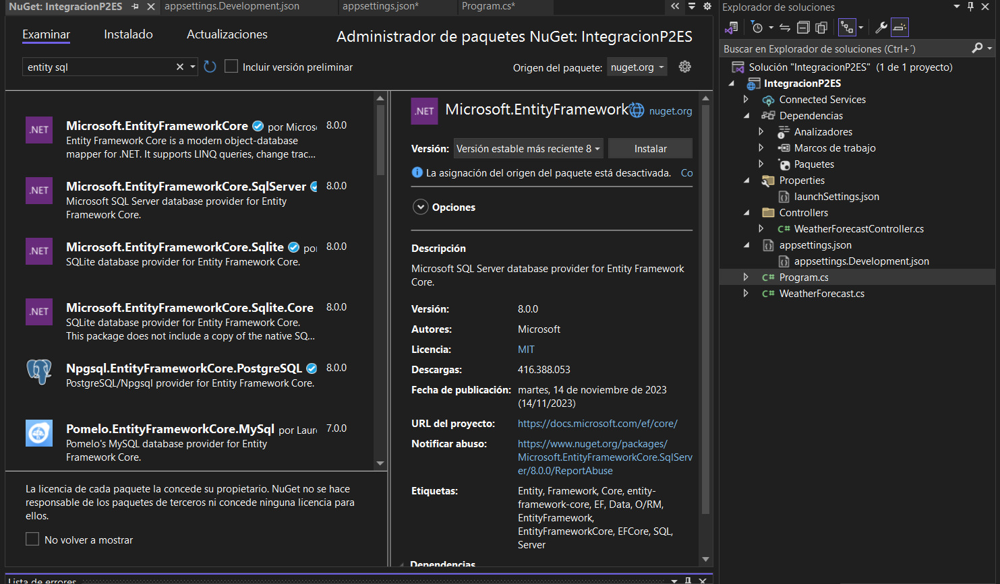 NuGet: IntegracionP2ES
appsettings.Development.json
appsettings.json*
Program.cs*
Examinar
Instalado
Actualizaciones
Administrador de paquetes NuGet: IntegracionP2ES
entity sql
Incluir versión preliminar
Origen del paquete:
nuget.org
.NET
Microsoft.EntityFrameworkCore
por Micros
8.0.0
Entity Framework Core is a modern object-database
mapper for .NET. It supports LINQ queries, change trac...
.NET
Microsoft.EntityFrameworkCore.SqlServer
8.0.0
Microsoft SQL Server database provider for Entity
Framework Core.
.NET
Microsoft.EntityFrameworkCore.Sqlite
po
8.0.0
SQLite database provider for Entity Framework Core.
.NET
Microsoft.EntityFrameworkCore.Sqlite.Core
8.0.0
SQLite database provider for Entity Framework Core.
This package does not include a copy of the native SQ...
Npgsql.EntityFrameworkCore.PostgreSQL
8.0.0
PostgreSQL/Npgsql provider for Entity Framework Core.
Pomelo.EntityFrameworkCore.MySql
por Laure
7.0.0
Pomelo's MySQL database provider for Entity
Framework Core.
La licencia de cada paquete la concede su propietario. NuGet no se hace
responsable de los paquetes de terceros ni concede ninguna licencia para
ellos.
No volver a mostrar
.NET
Microsoft.EntityFramework
nuget.org
Versión:
Versión estable más reciente 8
Instalar
La asignación del origen del paquete está desactivada.
Co
Opciones
Descripción
Microsoft SQL Server database provider for Entity Framework
Core.
Versión:
8.0.0
Autores:
Microsoft
Licencia:
MIT
Descargas:
416.388.053
Fecha de publicación:
martes, 14 de noviembre de 2023
(14/11/2023)
URL del proyecto:
https://docs.microsoft.com/ef/core/
Notificar abuso:
https://www.nuget.org/packages/
Microsoft.EntityFrameworkCore.SqlServ
er/8.0.0/ReportAbuse
Etiquetas:
Entity, Framework, Core, entity-
framework-core, EF, Data, O/RM,
EntityFramework,
EntityFrameworkCore, EFCore, SQL,
Server
Dependencias
Lista de errores
Explorador de soluciones
Buscar en Explorador de soluciones (Ctrl+´)
Solución "IntegracionP2ES" (1 de 1 proyecto)
IntegracionP2ES
Connected Services
Dependencias
Analizadores
Marcos de trabajo
Paquetes
Properties
launchSettings.json
Controllers
C# WeatherForecastController.cs
appsettings.json
appsettings.Development.json
C# Program.cs
C# WeatherForecast.cs